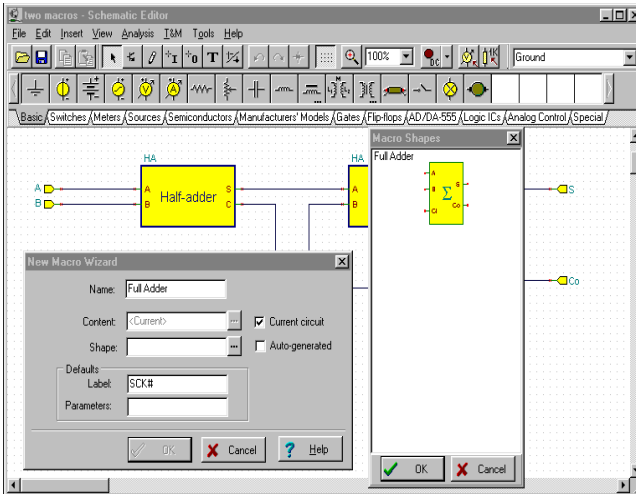 two macros - Schematic Editor
File Edit Insert View Analysis T&M Tools Help
I O T 100% DC Ground
M
Basic Switches Meters Sources Semiconductors Manufacturers' Models Gates Flip-flops AD/DA-555 Logic ICs Analog Control Special
Macro Shapes
Full Adder
A
B S
Σ
CI Co
HA HA
A A S A S
B B Half-adder C B Co
New Macro Wizard
Name: Full Adder
Content: <Current> ... Current circuit
Shape: ... Auto-generated
Defaults
Label: SCK#
Parameters:
OK Cancel ? Help
OK Cancel